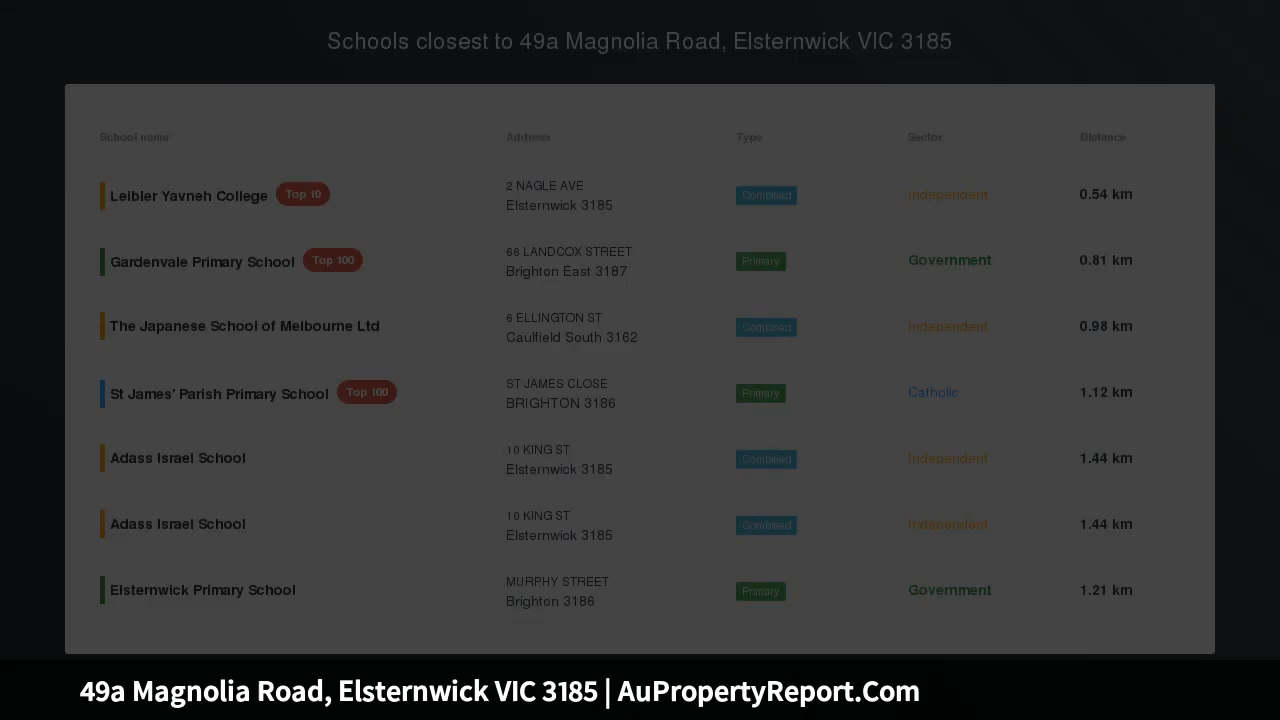 Schools closest to 49a Magnolia Road, Elsternwick VIC 3185
School name Address Type Sector Distance
Leibler Yavneh College Top 10 2 NAGLE AVE Elsternwick 3185 Combined Independent 0.54 km
Gardenvale Primary School Top 100 66 LANDCOX STREET Brighton East 3187 Primary Government 0.81 km
The Japanese School of Melbourne Ltd 6 ELLINGTON ST Caulfield South 3162 Combined Independent 0.98 km
St James' Parish Primary School Top 100 ST JAMES CLOSE BRIGHTON 3186 Primary Catholic 1.12 km
Adass Israel School 10 KING ST Elsternwick 3185 Combined Independent 1.44 km
Adass Israel School 10 KING ST Elsternwick 3185 Combined Independent 1.44 km
Elsternwick Primary School MURPHY STREET Brighton 3186 Primary Government 1.21 km
49a Magnolia Road, Elsternwick VIC 3185 | AuPropertyReport.Com